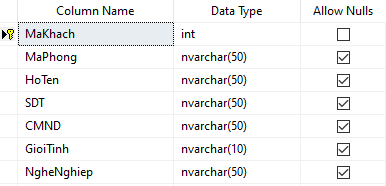 Column Name Data Type Allow Nulls
MaKhach int
MaPhong nvarchar(50)
HoTen nvarchar(50)
SDT nvarchar(50)
CMND nvarchar(50)
GioiTinh nvarchar(10)
NgheNghiep nvarchar(50)